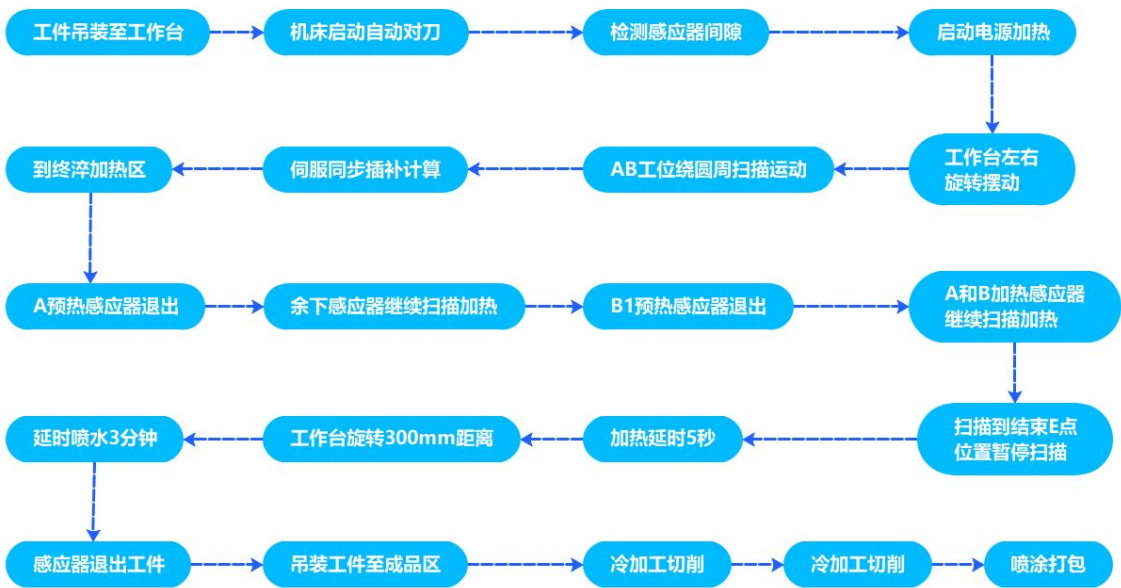 工件吊装至工作台
机床启动自动对刀
检测感应器间隙
启动电源加热
工作台左右
旋转摆动
AB工位绕圆周扫描运动
伺服同步插补计算
到终淬加热区
A预热感应器退出
余下感应器继续扫描加热
B1预热感应器退出
A和B加热感应器
继续扫描加热
扫描到结束E点
位置暂停扫描
加热延时5秒
工作台旋转300mm距离
延时喷水3分钟
感应器退出工件
吊装工件至成品区
冷加工切削
冷加工切削
喷涂打包